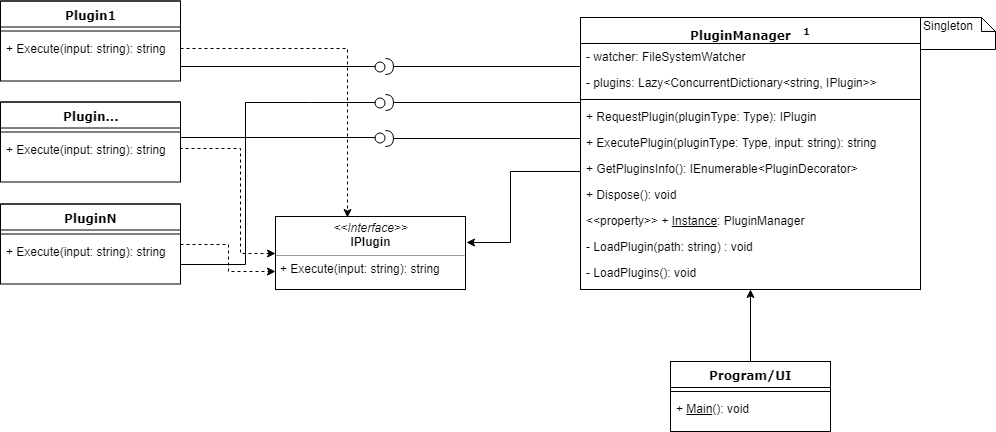 Plugin1
+ Execute(input: string): string
Plugin...
+ Execute(input: string): string
PluginN
+ Execute(input: string): string
<<Interface>>
IPlugin
+ Execute(input: string): string
PluginManager 1
- watcher: FileSystemWatcher
- plugins: Lazy<ConcurrentDictionary<string, IPlugin>>
+ RequestPlugin(pluginType: Type): IPlugin
+ ExecutePlugin(pluginType: Type, input: string): string
+ GetPluginsInfo(): IEnumerable<PluginDecorator>
+ Dispose(): void
<<property>> + Instance: PluginManager
- LoadPlugin(path: string) : void
- LoadPlugins(): void
Singleton
Program/UI
+ Main(): void